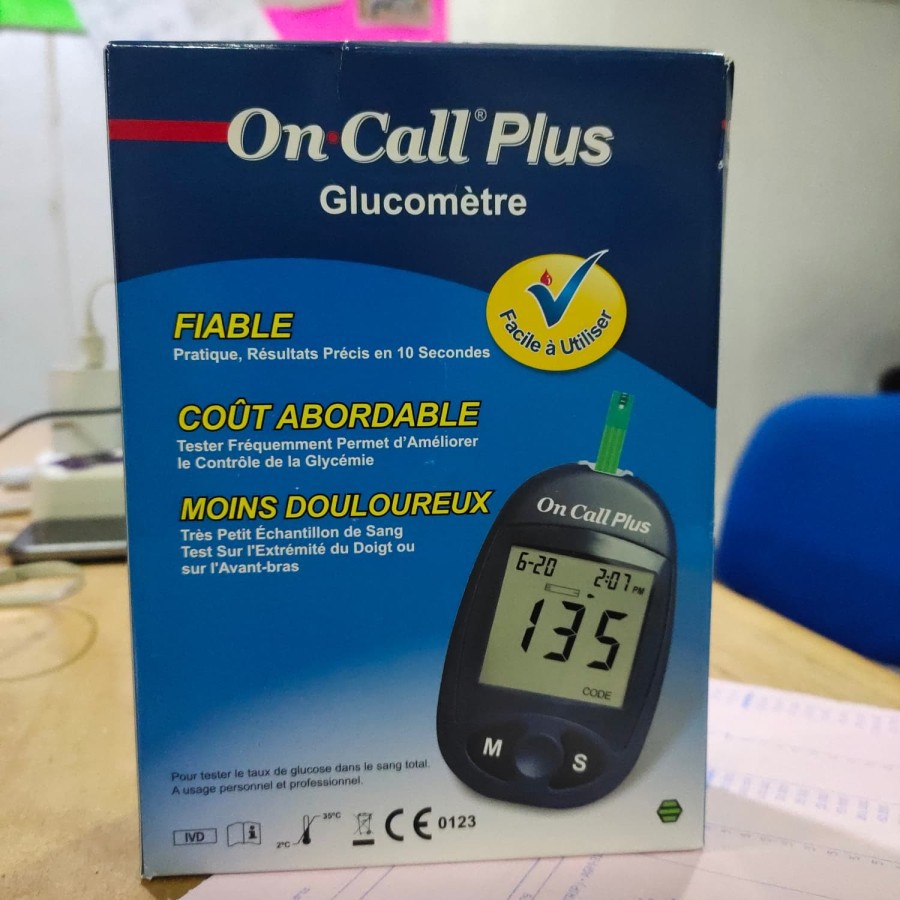 On Call® Plus
Glucomètre
Facile à Utiliser
FIABLE
Pratique, Résultats Précis en 10 Secondes
COÛT ABORDABLE
Tester Fréquemment Permet d'Améliorer
le Contrôle de la Glycémie
MOINS DOULOUREUX
Très Petit Échantillon de Sang
Test Sur l'Extrémité du Doigt ou
sur l'Avant-bras
On Call Plus
6-20 2:07 PM
135
CODE
M S
Pour tester le taux de glucose dans le sang total.
A usage personnel et professionnel.
IVD i 2°C 35°C CE 0123